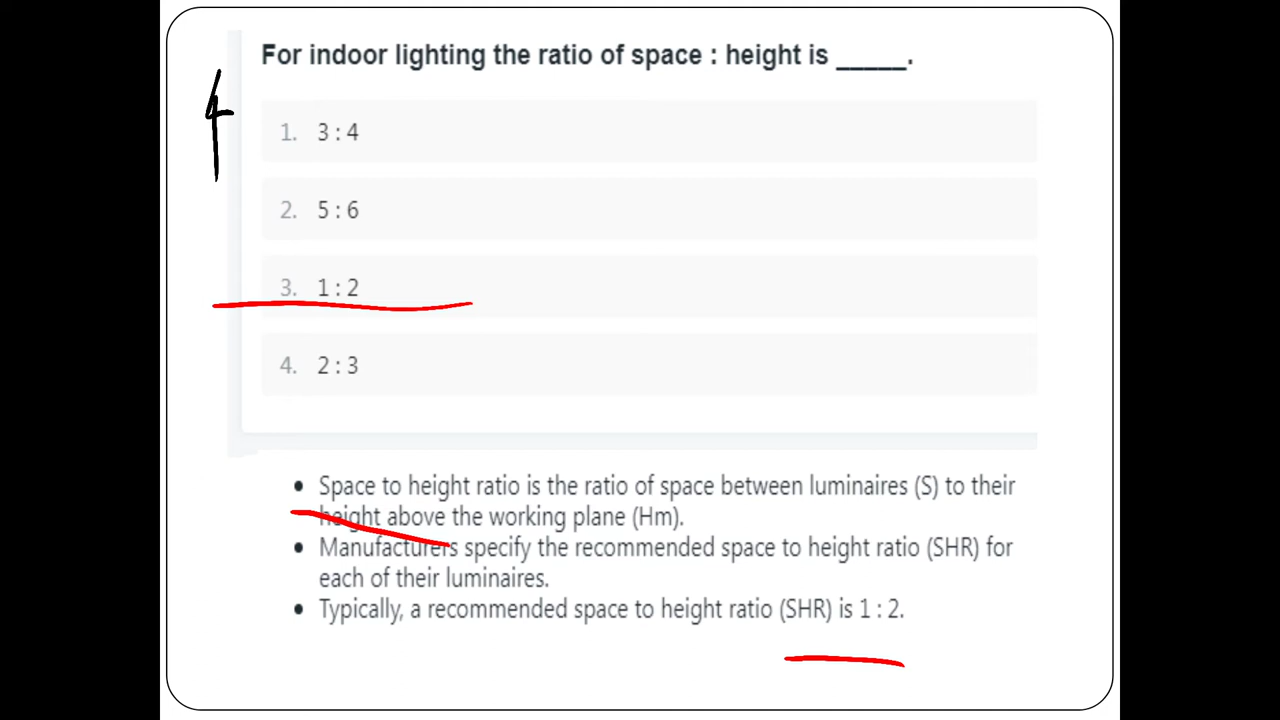 For indoor lighting the ratio of space : height is _____.
1. 3 : 4
2. 5 : 6
3. 1 : 2
4. 2 : 3
• Space to height ratio is the ratio of space between luminaires (S) to their
height above the working plane (Hm).
• Manufacturers specify the recommended space to height ratio (SHR) for
each of their luminaires.
• Typically, a recommended space to height ratio (SHR) is 1 : 2.